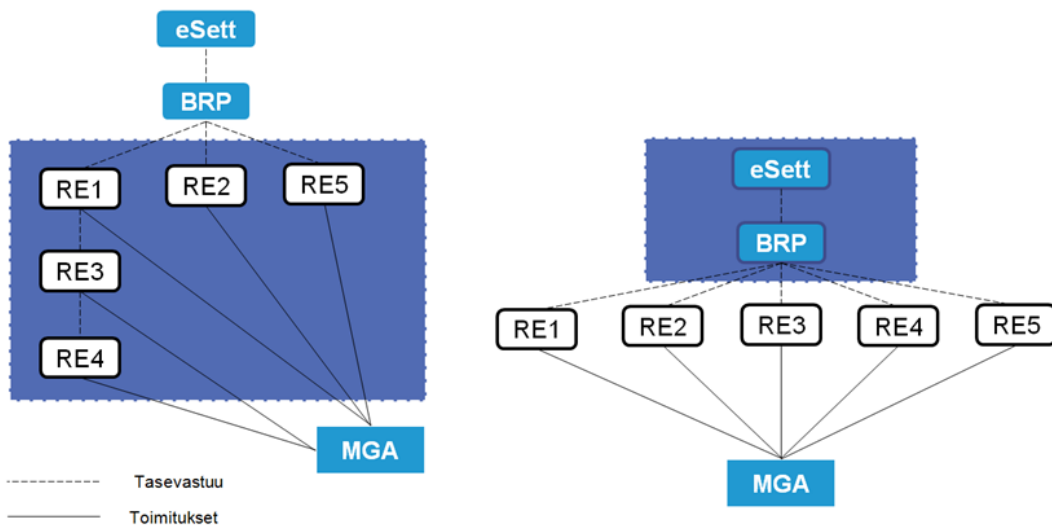 eSett
BRP
RE1
RE2
RE5
RE3
RE4
MGA
Tasevastuu
Toimitukset
eSett
BRP
RE1
RE2
RE3
RE4
RE5
MGA